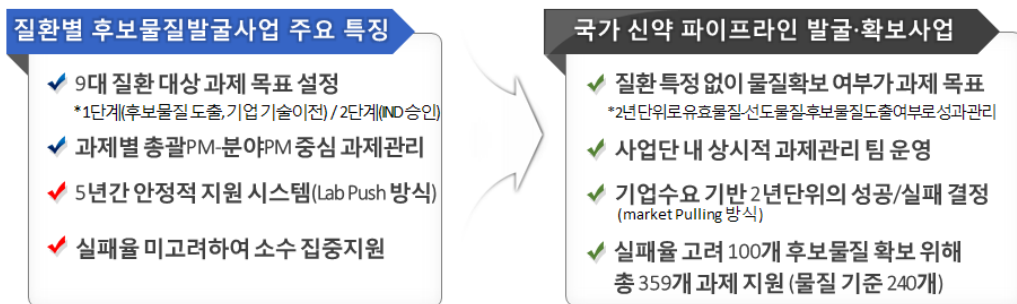 질환별 후보물질발굴사업 주요 특징
9대 질환 대상 과제 목표 설정
*1단계(후보물질 도출, 기업 기술이전) / 2단계(IND 승인)
과제별 총괄PM-분야PM 중심 과제관리
5년간 안정적 지원 시스템(Lab Push 방식)
실패율 미고려하여 소수 집중지원
국가 신약 파이프라인 발굴·확보사업
질환 특정 없이 물질확보 여부가 과제 목표
*2년단위로 유효물질-선도물질-후보물질도출여부로 성과관리
사업단 내 상시적 과제관리 팀 운영
기업수요 기반 2년단위의 성공/실패 결정
(market Pulling 방식)
실패율 고려 100개 후보물질 확보 위해
총 359개 과제 지원 (물질 기준 240개)